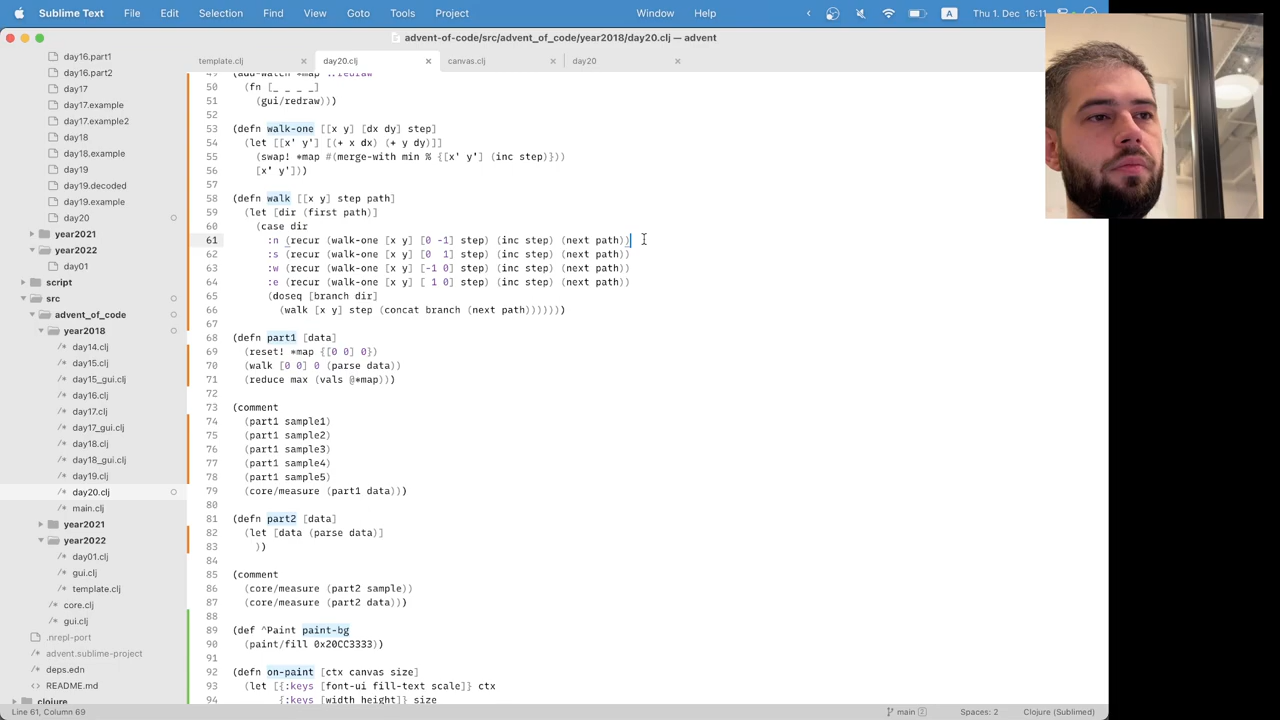 Sublime Text File Edit Selection Find View Goto Tools Project Window Help Thu 1. Dec 16:11
advent-of-code/src/advent_of_code/year2018/day20.clj — advent
template.clj day20.clj canvas.clj day20
day16.part1
day16.part2
day17
day17.example
day17.example2
day18
day18.example
day19
day19.decoded
day19.example
day20
year2021
year2022
day01
script
src
advent_of_code
year2018
day14.clj
day15.clj
day15_gui.clj
day16.clj
day17.clj
day17_gui.clj
day18.clj
day18_gui.clj
day19.clj
day20.clj
main.clj
year2021
year2022
day01.clj
gui.clj
template.clj
core.clj
gui.clj
.nrepl-port
advent.sublime-project
deps.edn
README.md
clojure
49 (add-watch *map ::redraw
50 (fn [_ _ _ _]
51 (gui/redraw)))
52
53 (defn walk-one [[x y] [dx dy] step]
54 (let [[x' y'] [(+ x dx) (+ y dy)]]
55 (swap! *map #(merge-with min % {[x' y'] (inc step)}))
56 [x' y']))
57
58 (defn walk [[x y] step path]
59 (let [dir (first path)]
60 (case dir
61 :n (recur (walk-one [x y] [0 -1] step) (inc step) (next path))
62 :s (recur (walk-one [x y] [0  1] step) (inc step) (next path))
63 :w (recur (walk-one [x y] [-1 0] step) (inc step) (next path))
64 :e (recur (walk-one [x y] [ 1 0] step) (inc step) (next path))
65 (doseq [branch dir]
66 (walk [x y] step (concat branch (next path))))))
67
68 (defn part1 [data]
69 (reset! *map {[0 0] 0})
70 (walk [0 0] 0 (parse data))
71 (reduce max (vals @*map)))
72
73 (comment
74 (part1 sample1)
75 (part1 sample2)
76 (part1 sample3)
77 (part1 sample4)
78 (part1 sample5)
79 (core/measure (part1 data)))
80
81 (defn part2 [data]
82 (let [data (parse data)]
83 ))
84
85 (comment
86 (core/measure (part2 sample))
87 (core/measure (part2 data)))
88
89 (def ^Paint paint-bg
90 (paint/fill 0x20CC3333))
91
92 (defn on-paint [ctx canvas size]
93 (let [{:keys [font-ui fill-text scale]} ctx
94 {:keys [width height]} size
Line 61, Column 69 main 2 Spaces: 2 Clojure (Sublimed)